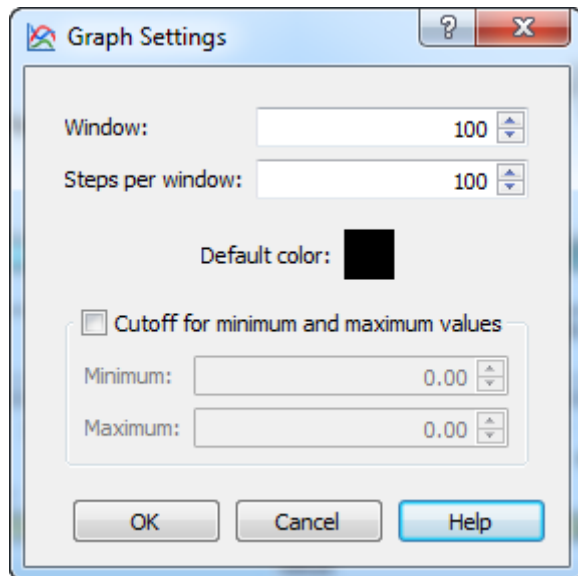 Graph Settings
?
Window: 100
Steps per window: 100
Default color:
Cutoff for minimum and maximum values
Minimum: 0.00
Maximum: 0.00
OK Cancel Help